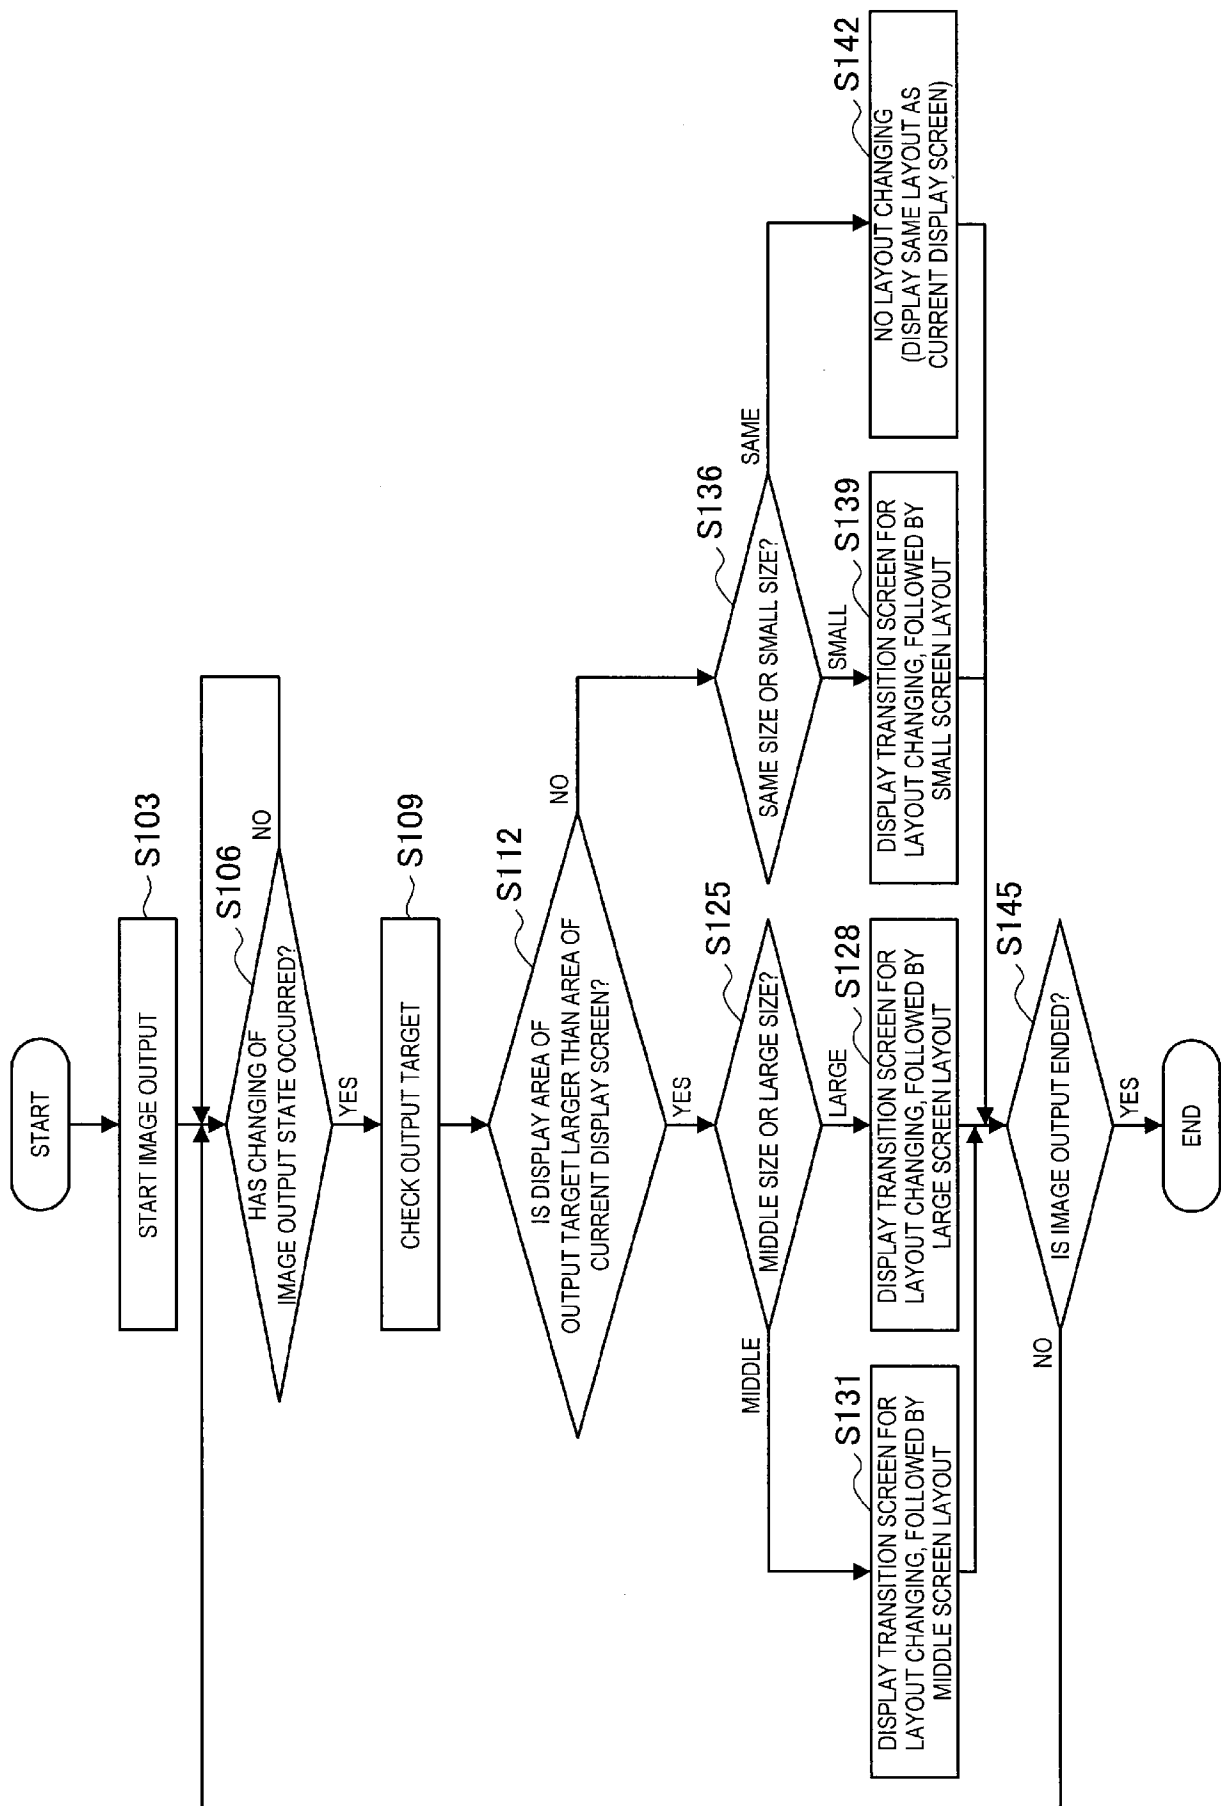 START
START IMAGE OUTPUT
S103
HAS CHANGING OF
IMAGE OUTPUT STATE OCCURRED?
S106
NO
YES
CHECK OUTPUT TARGET
S109
IS DISPLAY AREA OF
OUTPUT TARGET LARGER THAN AREA OF
CURRENT DISPLAY SCREEN?
S112
NO
YES
MIDDLE SIZE OR LARGE SIZE?
S125
MIDDLE
LARGE
SAME SIZE OR SMALL SIZE?
S136
SAME
SMALL
DISPLAY TRANSITION SCREEN FOR
LAYOUT CHANGING, FOLLOWED BY
MIDDLE SCREEN LAYOUT
S131
DISPLAY TRANSITION SCREEN FOR
LAYOUT CHANGING, FOLLOWED BY
LARGE SCREEN LAYOUT
S128
DISPLAY TRANSITION SCREEN FOR
LAYOUT CHANGING, FOLLOWED BY
SMALL SCREEN LAYOUT
S139
NO LAYOUT CHANGING
(DISPLAY SAME LAYOUT AS
CURRENT DISPLAY SCREEN)
S142
IS IMAGE OUTPUT ENDED?
S145
NO
YES
END